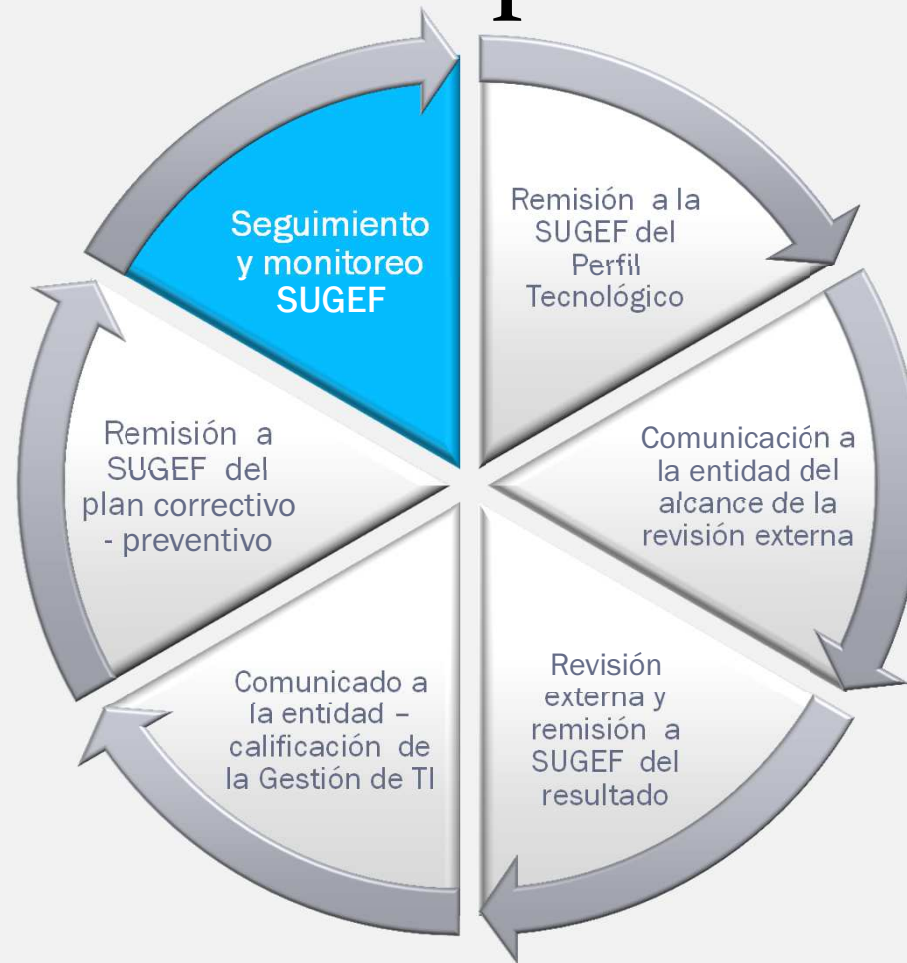 Seguimiento
y monitoreo
SUGEF
Remisión a la
SUGEF del
Perfil
Tecnológico
Comunicación a
la entidad del
alcance de la
revisión externa
Revisión
externa y
remisión a
SUGEF del
resultado
Comunicado a
la entidad –
calificación de
la Gestión de TI
Remisión a
SUGEF del
plan correctivo
- preventivo